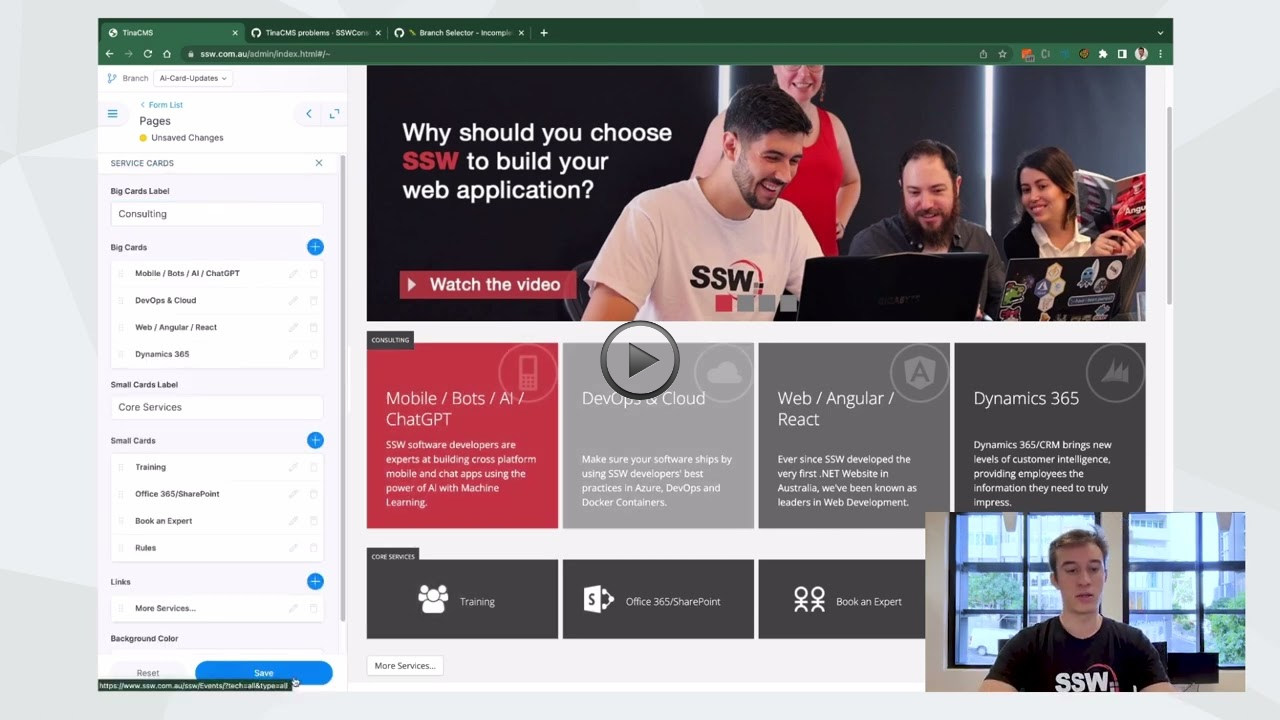 TinaCMS
TinaCMS problems - SSWCons
Branch Selector - Incomple
ssw.com.au/admin/index.html#/~
Branch
Ai-Card-Updates
Form List
Pages
Unsaved Changes
SERVICE CARDS
Big Cards Label
Consulting
Big Cards
Mobile / Bots / AI / ChatGPT
DevOps & Cloud
Web / Angular / React
Dynamics 365
Small Cards Label
Core Services
Small Cards
Training
Office 365/SharePoint
Book an Expert
Rules
Links
More Services...
Background Color
Reset
Save
https://www.ssw.com.au/ssw/Events/?tech=all&type=all
Why should you choose
SSW to build your
web application?
Watch the video
SSW
Angu
CONSULTING
Mobile / Bots / AI /
ChatGPT
SSW software developers are
experts at building cross platform
mobile and chat apps using the
power of AI with Machine
Learning.
DevOps & Cloud
Make sure your software ships by
using SSW developers' best
practices in Azure, DevOps and
Docker Containers.
Web / Angular /
React
Ever since SSW developed the
very first .NET Website in
Australia, we've been known as
leaders in Web Development.
Dynamics 365
Dynamics 365/CRM brings new
levels of customer intelligence,
providing employees the
information they need to truly
impress.
CORE SERVICES
Training
Office 365/SharePoint
Book an Expert
More Services...
SSW